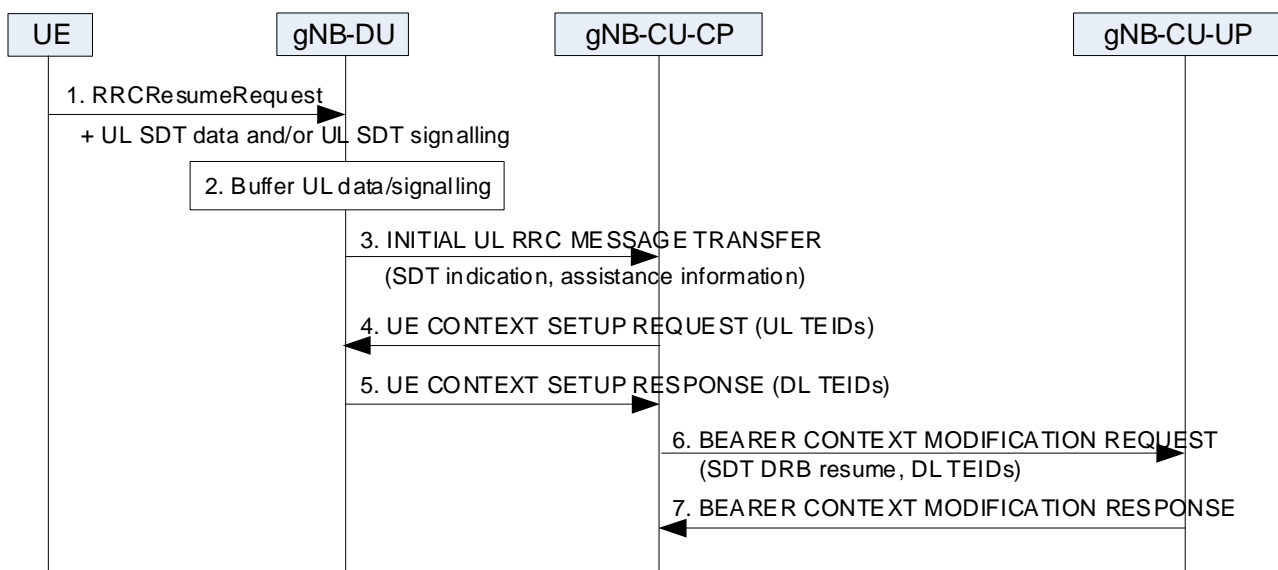 UE
gNB-DU
gNB-CU-CP
gNB-CU-UP
1. RRCResumeRequest
+ UL SDT data and/or UL SDT signalling
2. Buffer UL data/signalling
3. INITIAL UL RRC MESSAGE TRANSFER
(SDT indication, assistance information)
4. UE CONTEXT SETUP REQUEST (UL TEIDs)
5. UE CONTEXT SETUP RESPONSE (DL TEIDs)
6. BEARER CONTEXT MODIFICATION REQUEST
(SDT DRB resume, DL TEIDs)
7. BEARER CONTEXT MODIFICATION RESPONSE